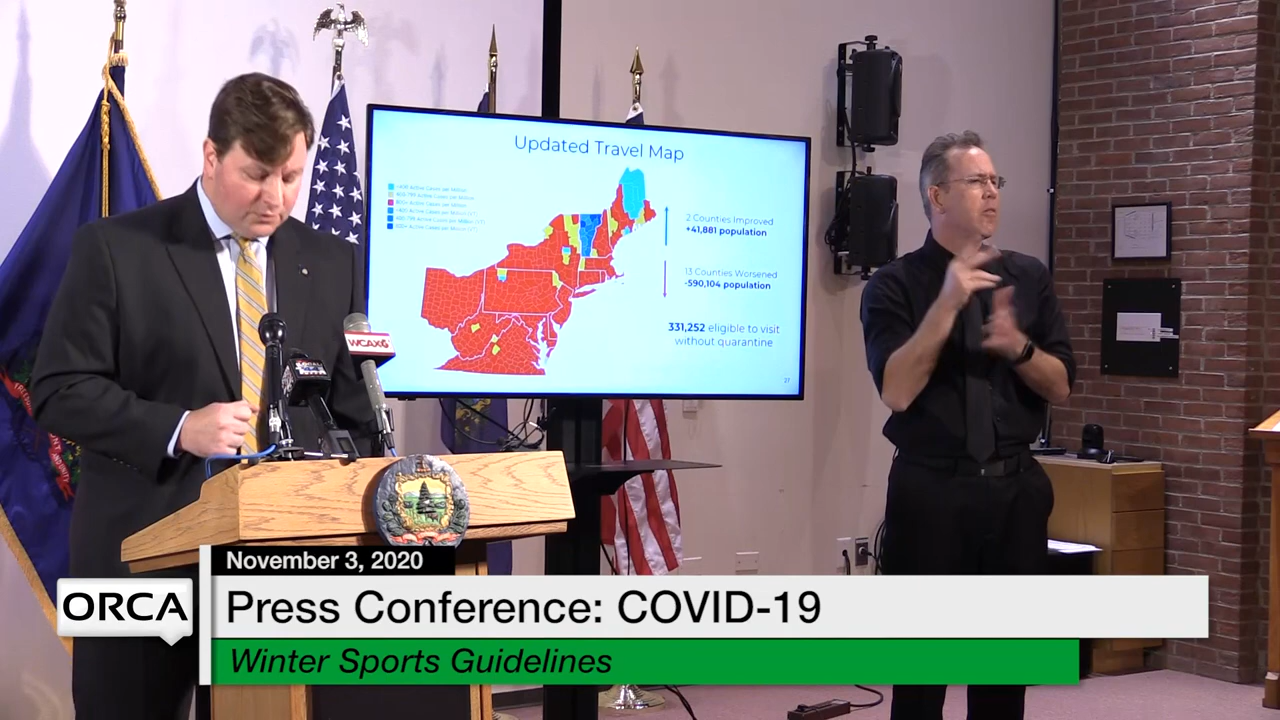 Updated Travel Map
2 Counties Improved
+41,881 population
13 Counties Worsened
-590,104 population
331,252 eligible to visit
without quarantine
27
WCAX
November 3, 2020
ORCA
Press Conference: COVID-19
Winter Sports Guidelines